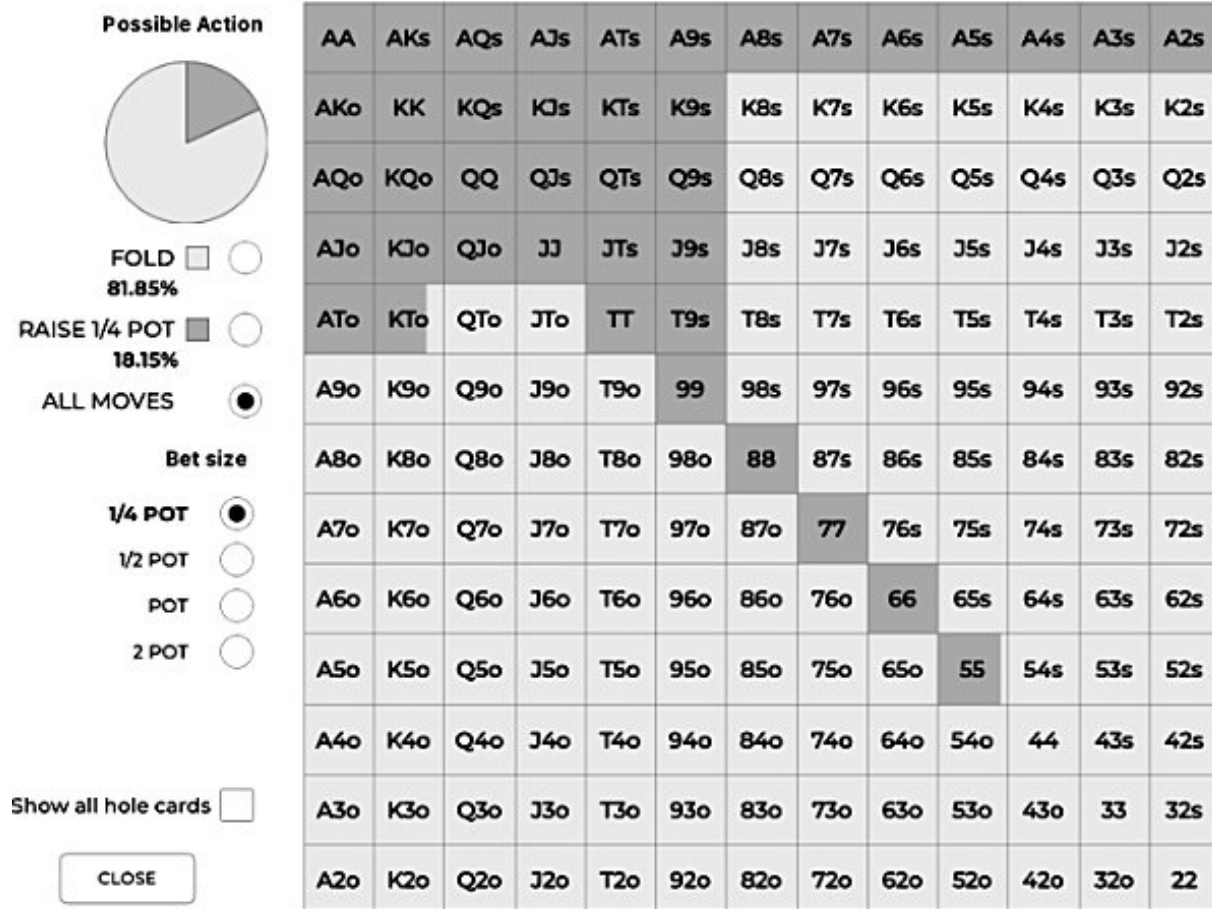 Possible Action
FOLD
81.85%
RAISE 1/4 POT
18.15%
ALL MOVES
Bet size
1/4 POT
1/2 POT
POT
2 POT
Show all hole cards
CLOSE
AA AKs AQs AJs ATs A9s A8s A7s A6s A5s A4s A3s A2s
AKo KK KQs KJs KTs K9s K8s K7s K6s K5s K4s K3s K2s
AQo KQo QQ QJs QTs Q9s Q8s Q7s Q6s Q5s Q4s Q3s Q2s
AJo KJo QJo JJ JTs J9s J8s J7s J6s J5s J4s J3s J2s
ATo KTo QTo JTo TT T9s T8s T7s T6s T5s T4s T3s T2s
A9o K9o Q9o J9o T9o 99 98s 97s 96s 95s 94s 93s 92s
A8o K8o Q8o J8o T8o 98o 88 87s 86s 85s 84s 83s 82s
A7o K7o Q7o J7o T7o 97o 87o 77 76s 75s 74s 73s 72s
A6o K6o Q6o J6o T6o 96o 86o 76o 66 65s 64s 63s 62s
A5o K5o Q5o J5o T5o 95o 85o 75o 65o 55 54s 53s 52s
A4o K4o Q4o J4o T4o 94o 84o 74o 64o 54o 44 43s 42s
A3o K3o Q3o J3o T3o 93o 83o 73o 63o 53o 43o 33 32s
A2o K2o Q2o J2o T2o 92o 82o 72o 62o 52o 42o 32o 22